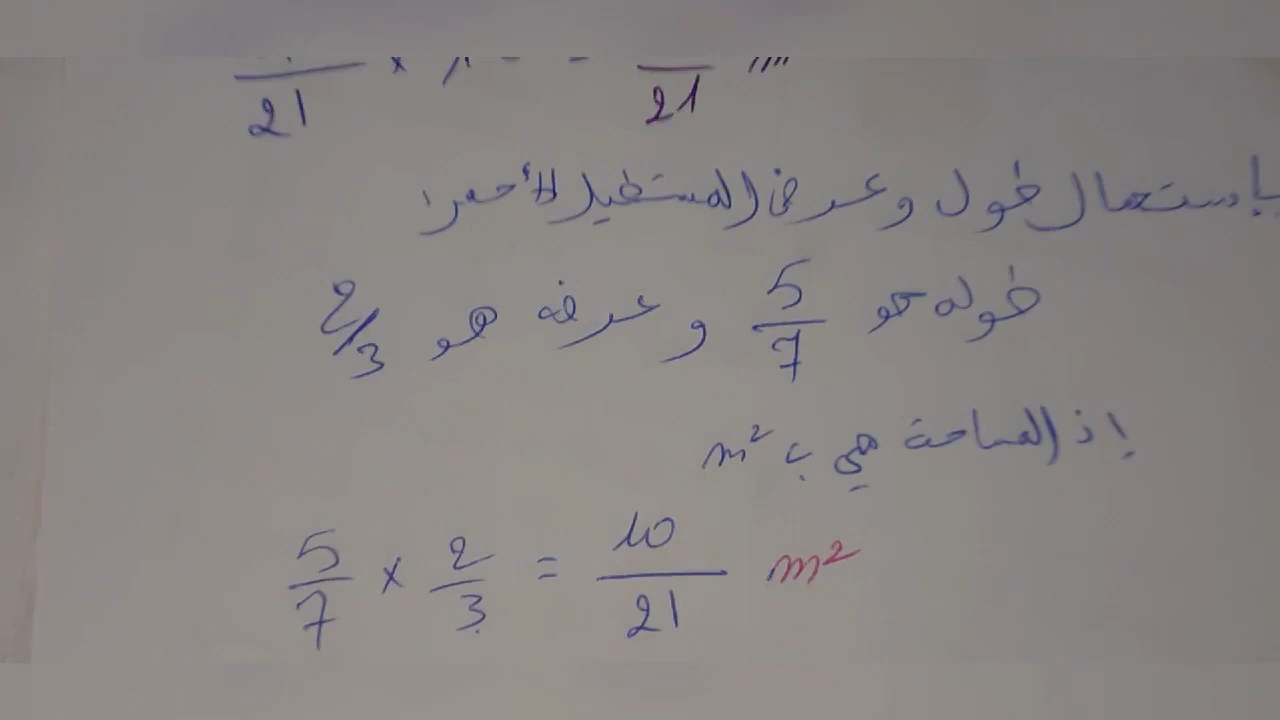 21 × = 21
باستعمال طول وعرض المستطيل الأحمر
طوله هو 5/7 وعرضه هو 2/3
إذ المساحة هي ب m²
5/7 × 2/3 = 10/21 m²